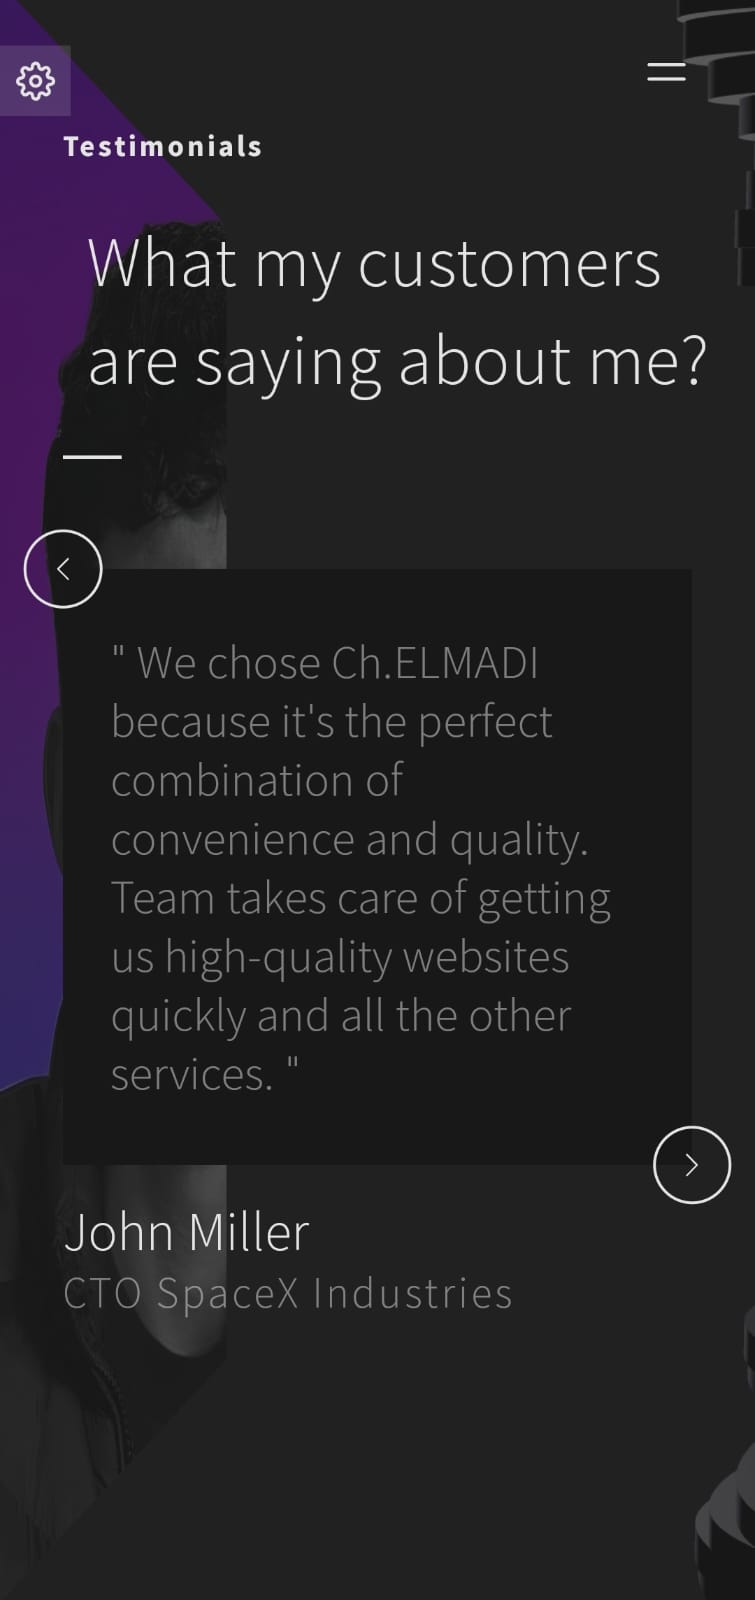 Testimonials
What my customers
are saying about me?
" We chose Ch.ELMADI
because it's the perfect
combination of
convenience and quality.
Team takes care of getting
us high-quality websites
quickly and all the other
services. "
John Miller
CTO SpaceX Industries